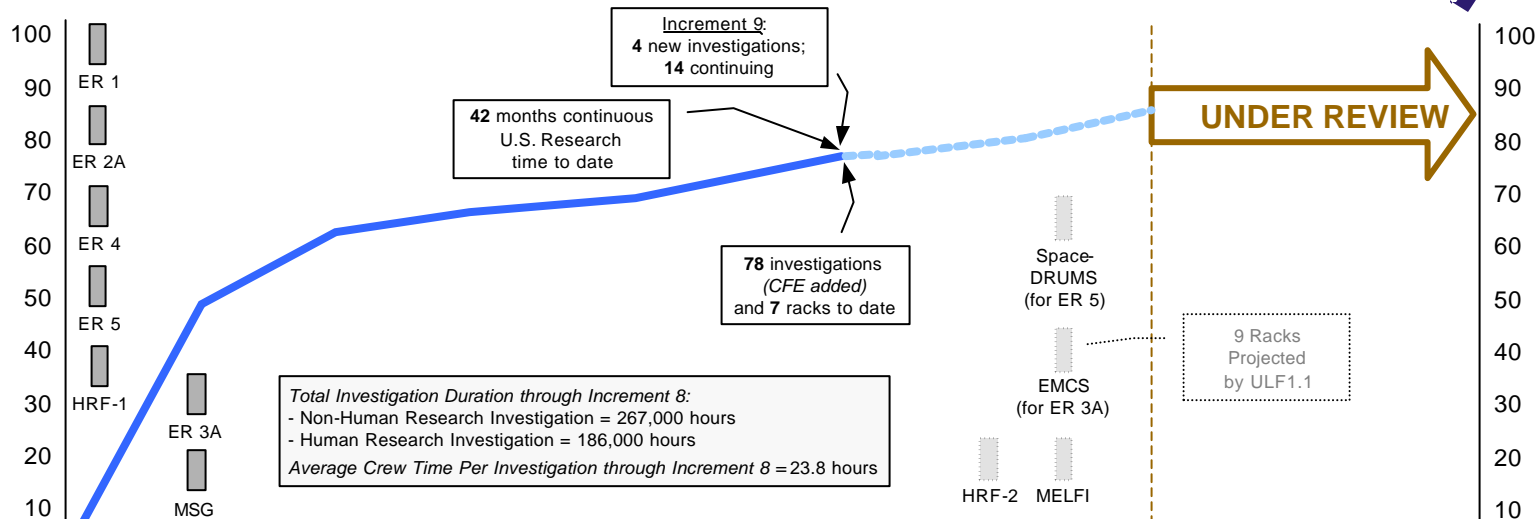 100
90
80
70
60
50
40
30
20
10
ER 1
ER 2A
ER 4
ER 5
HRF-1
ER 3A
MSG
Increment 9:
4 new investigations;
14 continuing
42 months continuous
U.S. Research
time to date
78 investigations
(CFE added)
and 7 racks to date
Total Investigation Duration through Increment 8:
- Non-Human Research Investigation = 267,000 hours
- Human Research Investigation = 186,000 hours
Average Crew Time Per Investigation through Increment 8 = 23.8 hours
UNDER REVIEW
Space-
DRUMS
(for ER 5)
EMCS
(for ER 3A)
HRF-2
MELFI
9 Racks
Projected
by ULF1.1
100
90
80
70
60
50
40
30
20
10